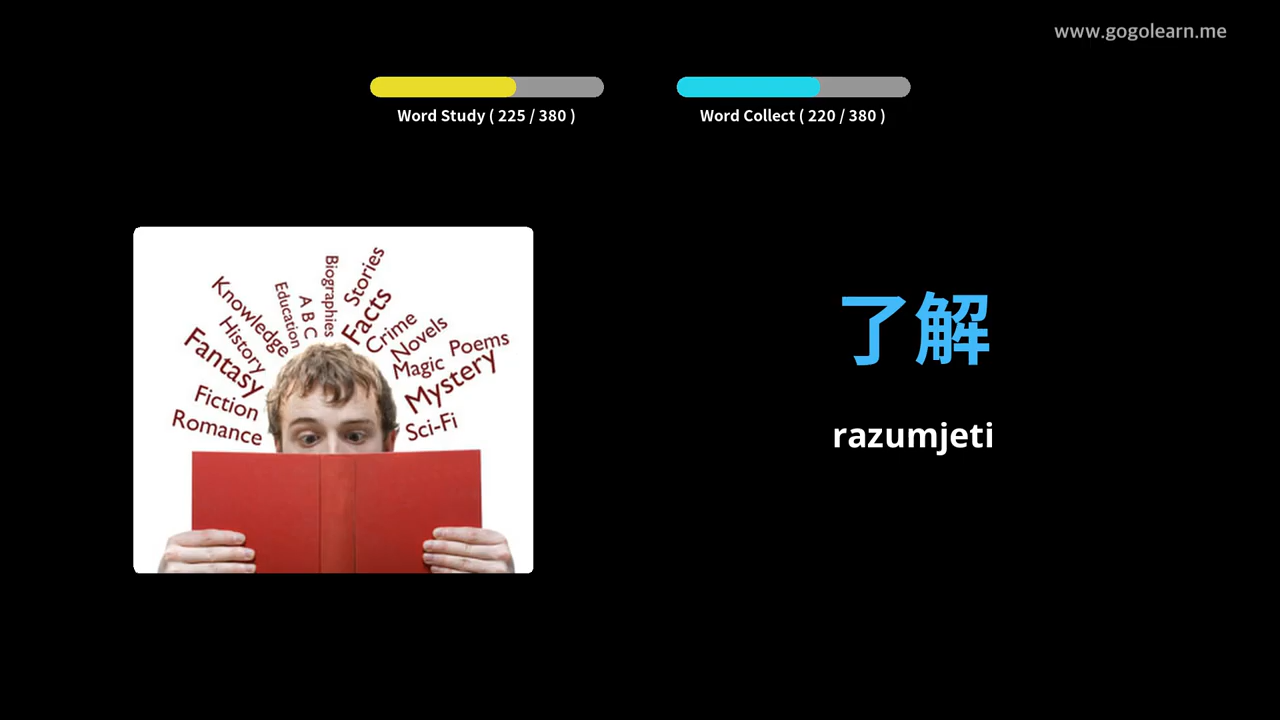 www.gogolearn.me
Word Study ( 225 / 380 )
Word Collect ( 220 / 380 )
Knowledge
History
Fantasy
Fiction
Romance
Education
A B C
Biographies
Stories
Facts
Crime
Novels
Magic
Poems
Mystery
Sci-Fi
了解
razumjeti